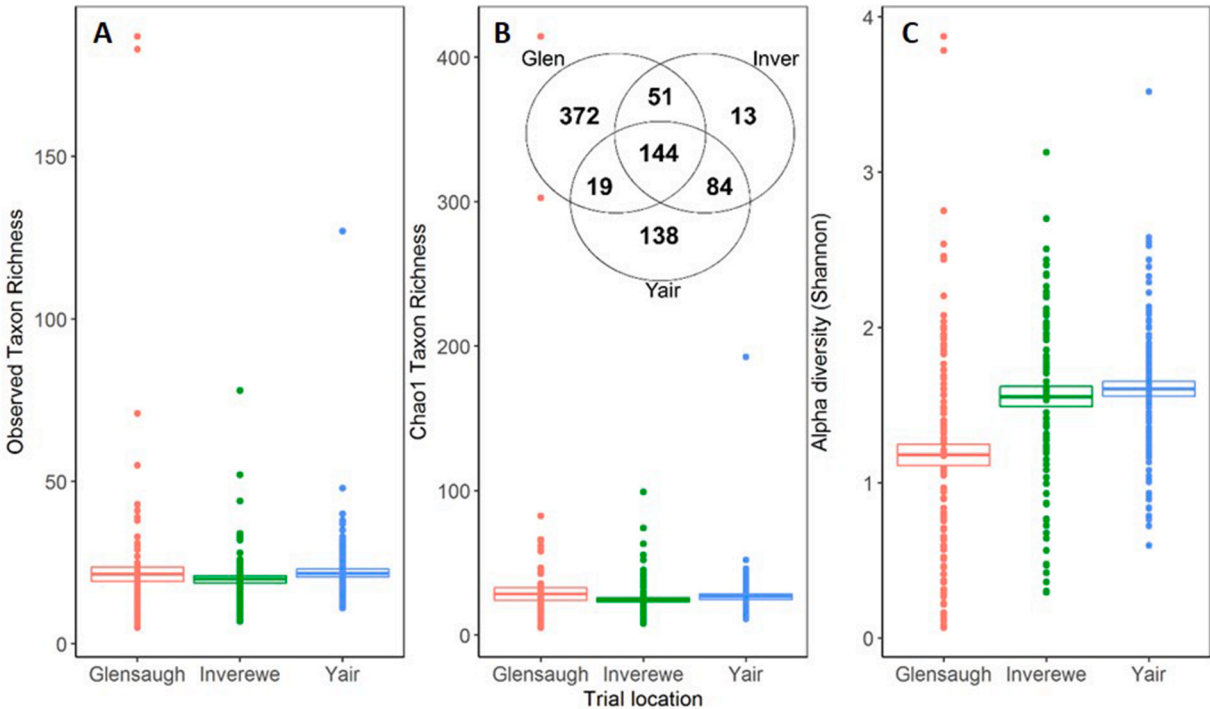 A
Observed Taxon Richness
150
100
50
0
Glensaugh Inverewe Yair
B
Chao1 Taxon Richness
400
300
200
100
0
Glen Inver
51
372 13
144
19 84
138
Yair
Glensaugh Inverewe Yair
Trial location
C
Alpha diversity (Shannon)
4
3
2
1
0
Glensaugh Inverewe Yair